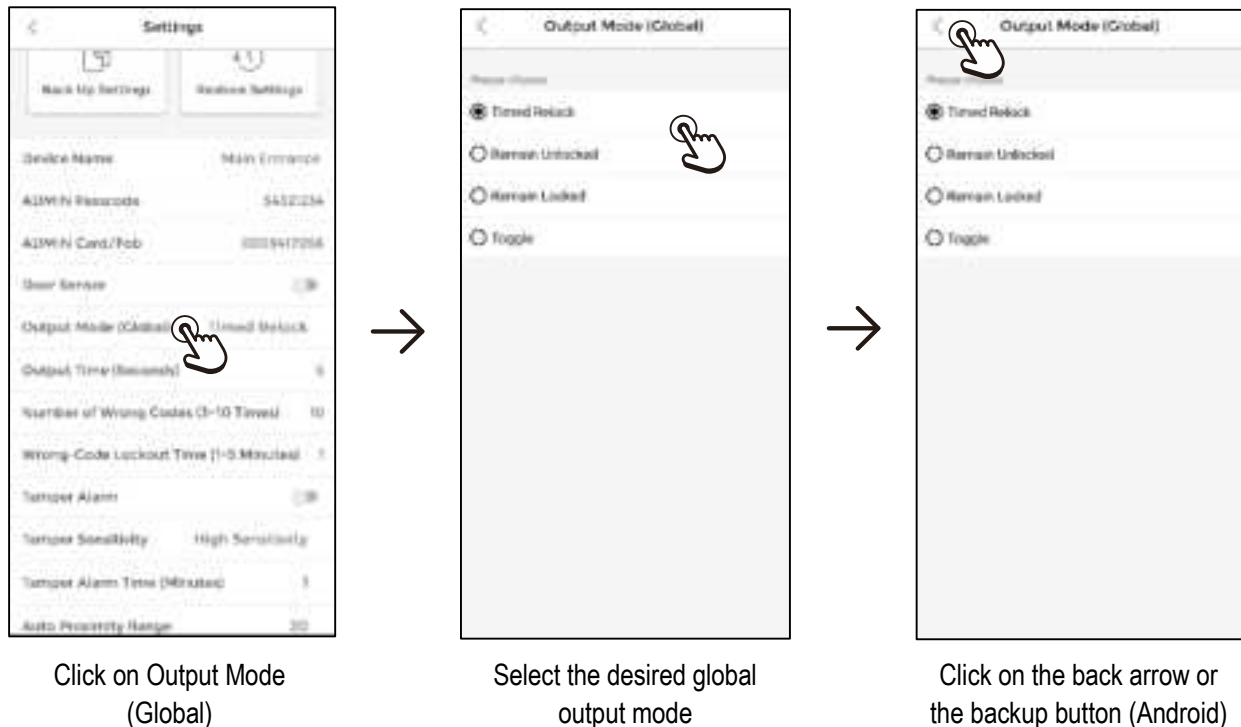 Settings
Back Up Settings
Restore Settings
Device Name Main Entrance
ADMIN Passcode
ADMIN Card/Fob
Door Sensor
Output Mode (Global) Timed Relock
Output Time (Seconds)
Number of Wrong Codes (3-10 Times) 10
Wrong-Code Lockout Time (1-5 Minutes) 1
Tamper Alarm
Tamper Sensitivity High Sensitivity
Tamper Alarm Time (Minutes)
Auto Proximity Range
Click on Output Mode
(Global)
Output Mode (Global)
Please choose
Timed Relock
Remain Unlocked
Remain Locked
Toggle
Select the desired global
output mode
Output Mode (Global)
Please choose
Timed Relock
Remain Unlocked
Remain Locked
Toggle
Click on the back arrow or
the backup button (Android)